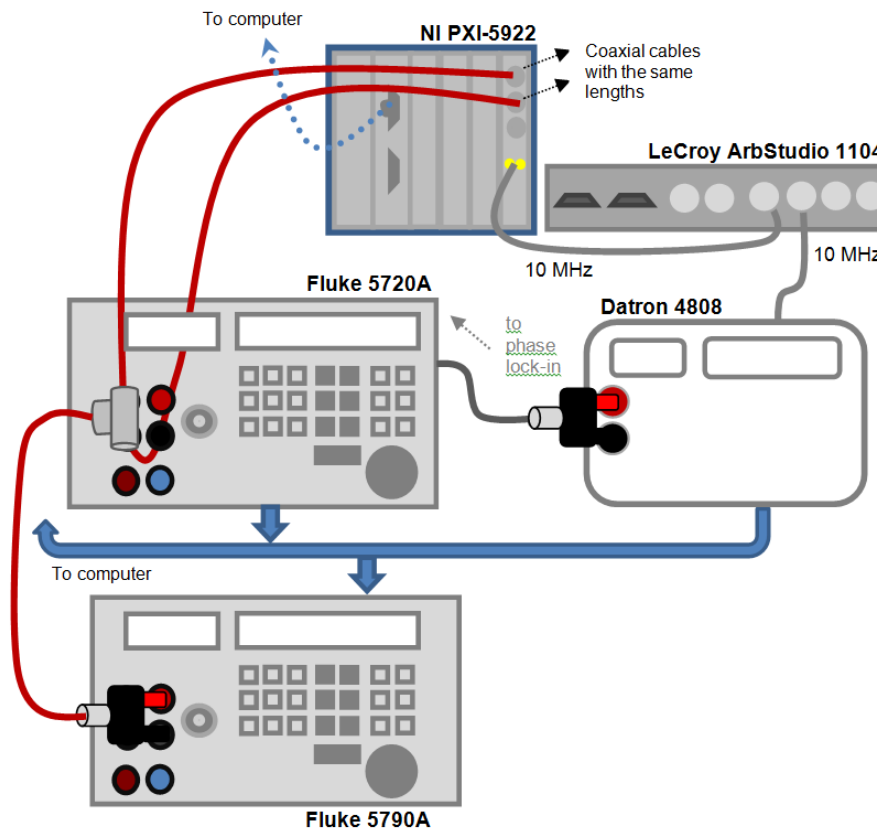 To computer
NI PXI-5922
Coaxial cables
with the same
lengths
LeCroy ArbStudio 1104
10 MHz
10 MHz
Fluke 5720A
Datron 4808
to
phase
lock-in
To computer
Fluke 5790A